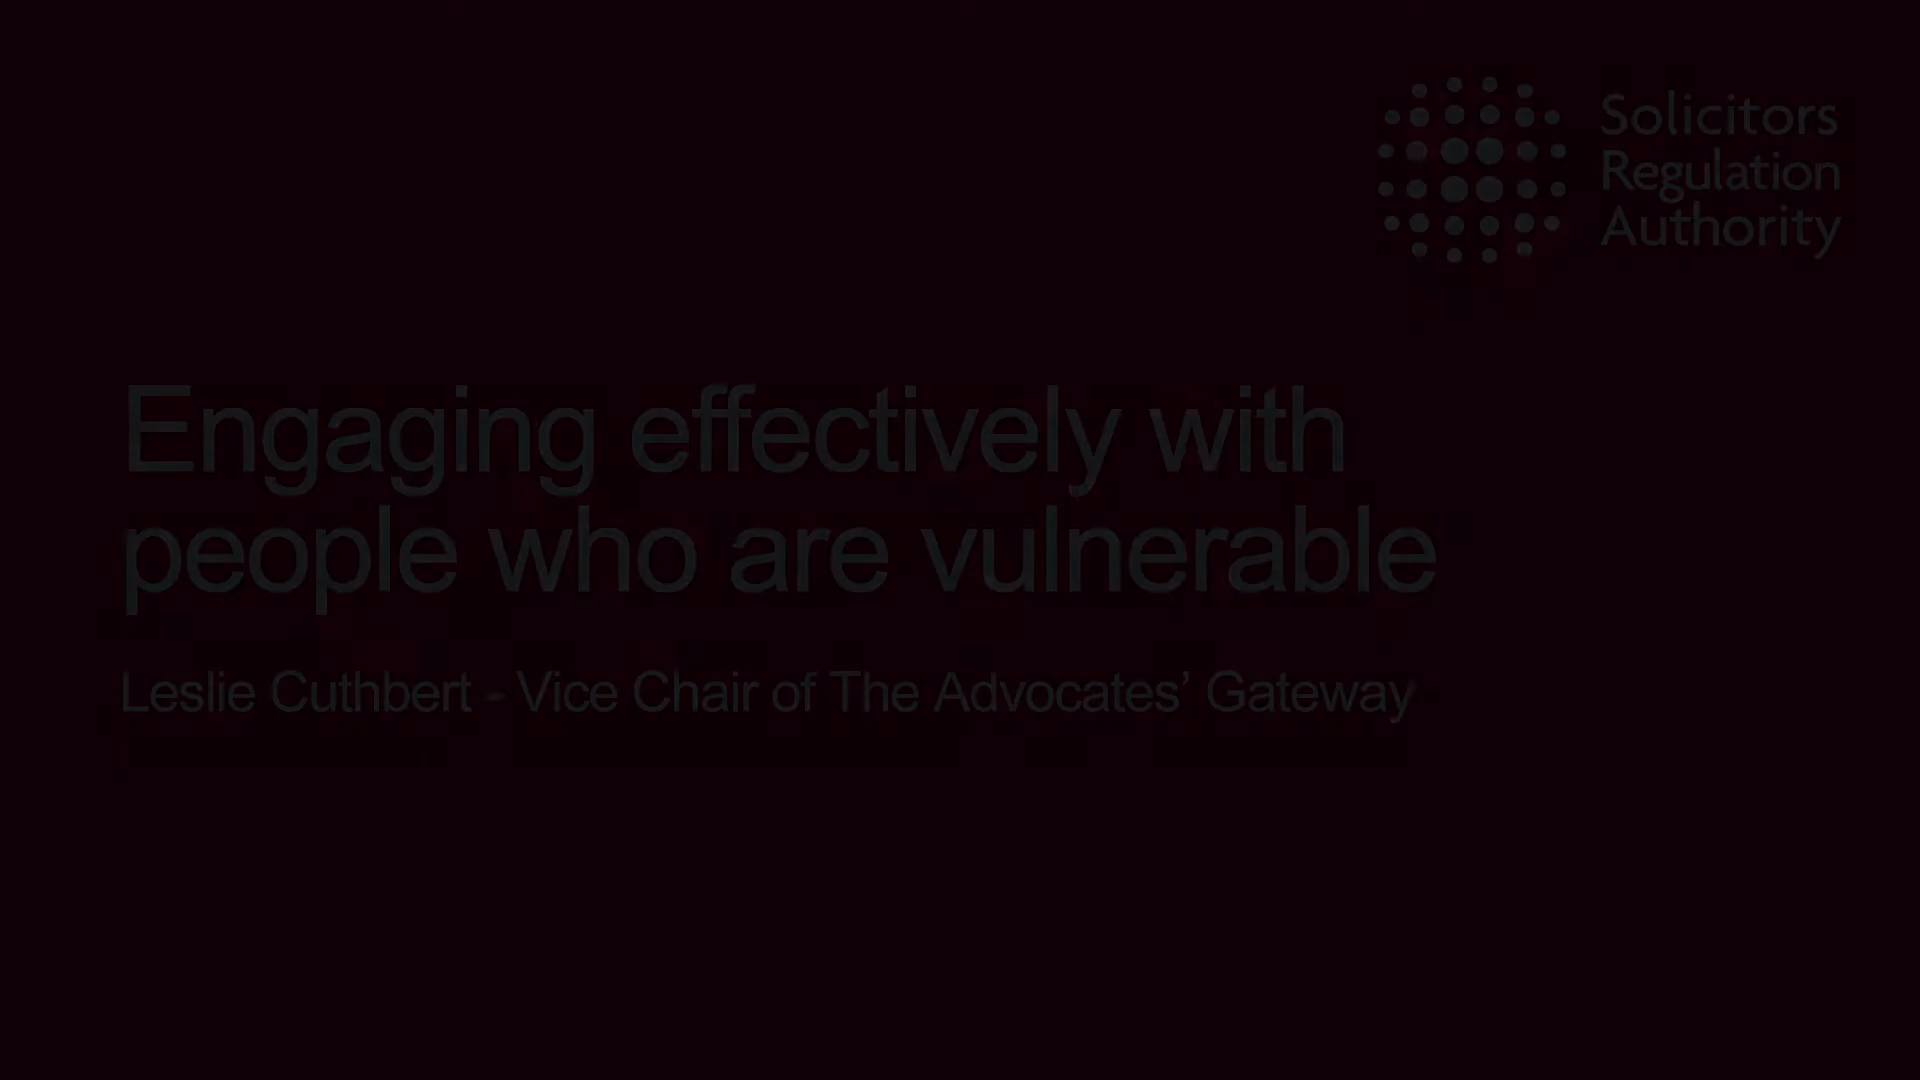 Solicitors
Regulation
Authority
Engaging effectively with
people who are vulnerable
Leslie Cuthbert - Vice Chair of The Advocates’ Gateway